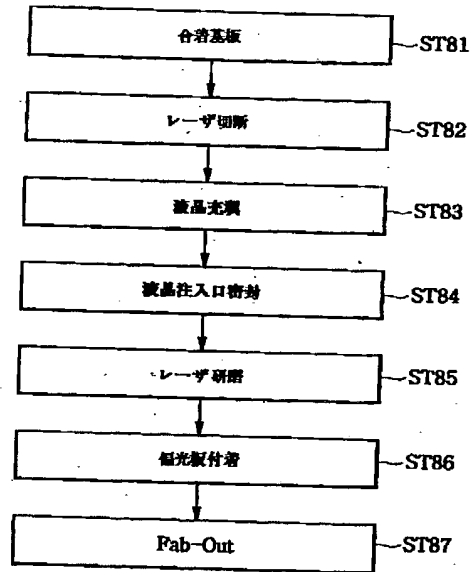 合着基板
ST81
レーザ切断
ST82
液晶充填
ST83
液晶注入口密封
ST84
レーザ研磨
ST85
偏光板付着
ST86
Fab-Out
ST87